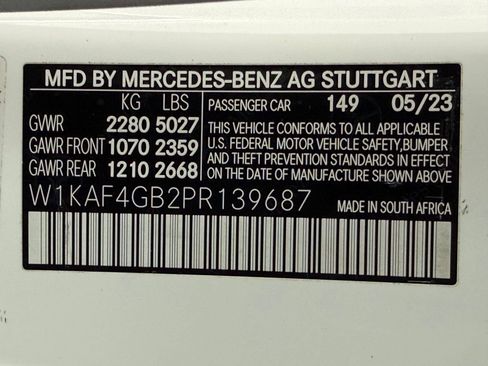 MFD BY MERCEDES-BENZ AG STUTTGART
KG LBS PASSENGER CAR 149 05/23
GVWR 2280 5027 THIS VEHICLE CONFORMS TO ALL APPLICABLE
GAWR FRONT 1070 2359 U.S. FEDERAL MOTOR VEHICLE SAFETY,BUMPER
AND THEFT PREVENTION STANDARDS IN EFFECT
GAWR REAR 1210 2668 ON THE DATE OF MANUFACTURE SHOWN ABOVE.
W1KAF4GB2PR139687 MADE IN SOUTH AFRICA